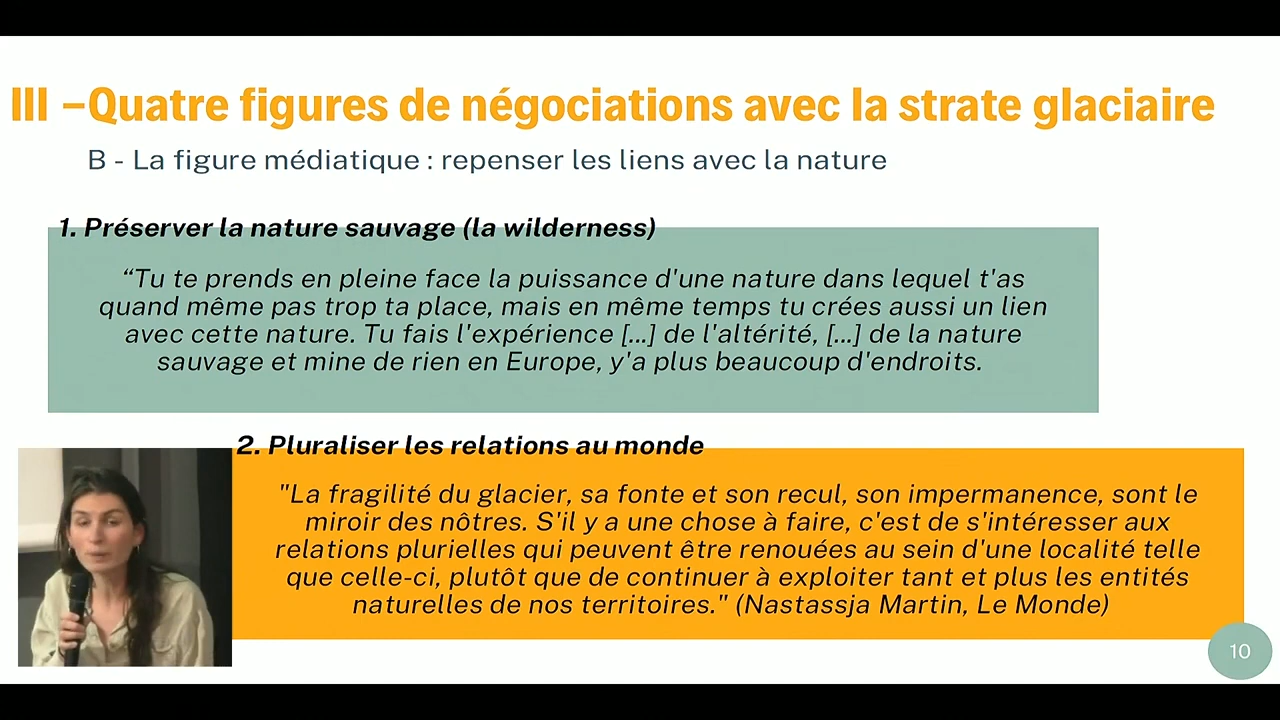 III –Quatre figures de négociations avec la strate glaciaire
B - La figure médiatique : repenser les liens avec la nature
1. Préserver la nature sauvage (la wilderness)
“Tu te prends en pleine face la puissance d'une nature dans lequel t'as
quand même pas trop ta place, mais en même temps tu crées aussi un lien
avec cette nature. Tu fais l'expérience [...] de l'altérité, [...] de la nature
sauvage et mine de rien en Europe, y'a plus beaucoup d'endroits.
2. Pluraliser les relations au monde
"La fragilité du glacier, sa fonte et son recul, son impermanence, sont le
miroir des nôtres. S'il y a une chose à faire, c'est de s'intéresser aux
relations plurielles qui peuvent être renouées au sein d'une localité telle
que celle-ci, plutôt que de continuer à exploiter tant et plus les entités
naturelles de nos territoires." (Nastassja Martin, Le Monde)
10